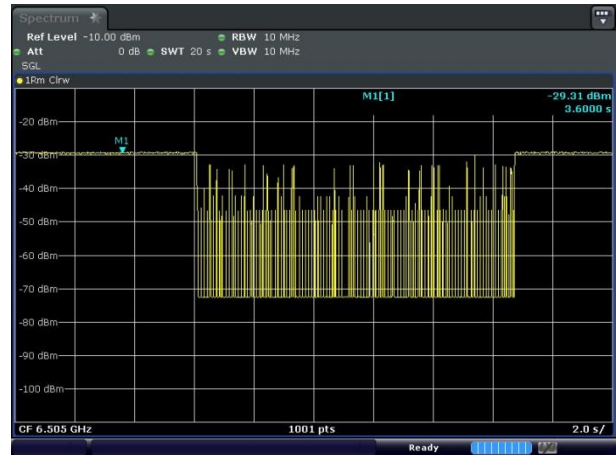 Spectrum
Ref Level -10.00 dBm RBW 10 MHz
Att 0 dB SWT 20 s VBW 10 MHz
SGL
1Rm Clrw
M1[1] -29.31 dBm
3.6000 s
-20 dBm
M1
-30 dBm
-40 dBm
-50 dBm
-60 dBm
-70 dBm
-80 dBm
-90 dBm
-100 dBm
CF 6.505 GHz 1001 pts 2.0 s/
Ready